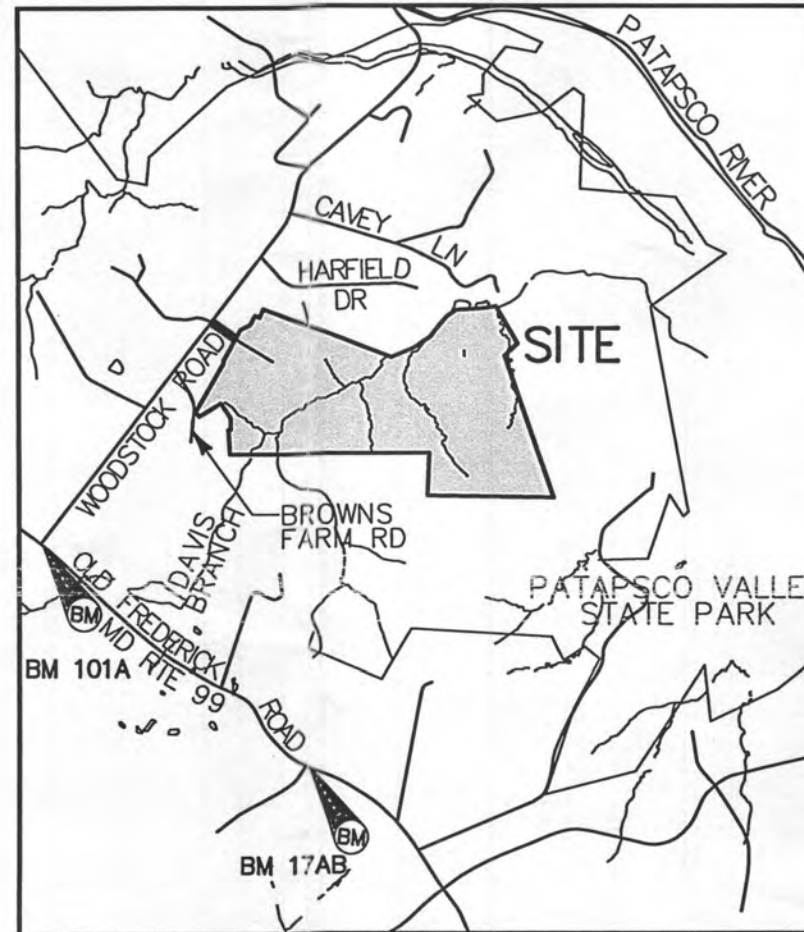 PATAPSCO RIVER
CAVEY
LN
HARFIELD
DR
SITE
WOODSTOCK ROAD
BROWNS
FARM RD
DAVIS
BRANCH
PATAPSCO VALLE
STATE PARK
OLD FREDERICK
ROAD
MD RTE 99
BM
BM 101A
BM
BM 17AB